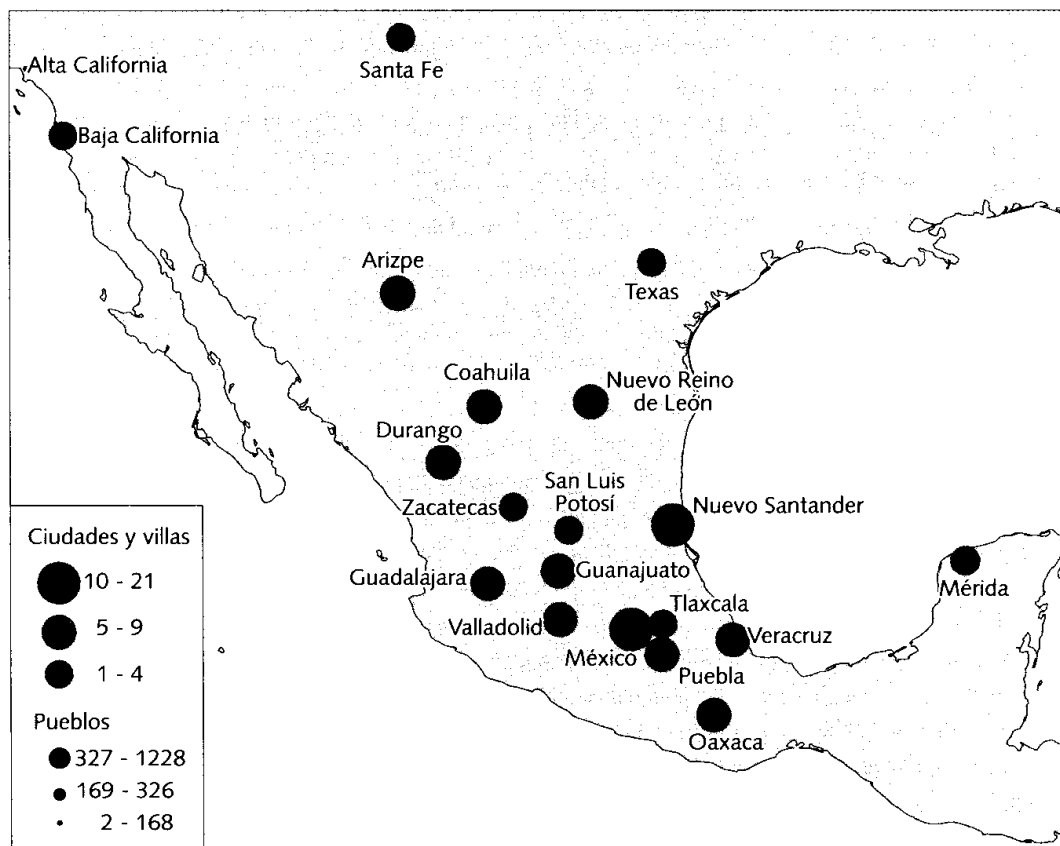 Santa Fe
Alta California
Baja California
Arizpe
Texas
Coahuila
Nuevo Reino
de León
Durango
San Luis
Potosí
Zacatecas
Nuevo Santander
Guadalajara
Guanajuato
Mérida
Tlaxcala
Valladolid
Veracruz
México
Puebla
Oaxaca
Ciudades y villas
10 - 21
5 - 9
1 - 4
Pueblos
327 - 1228
169 - 326
2 - 168